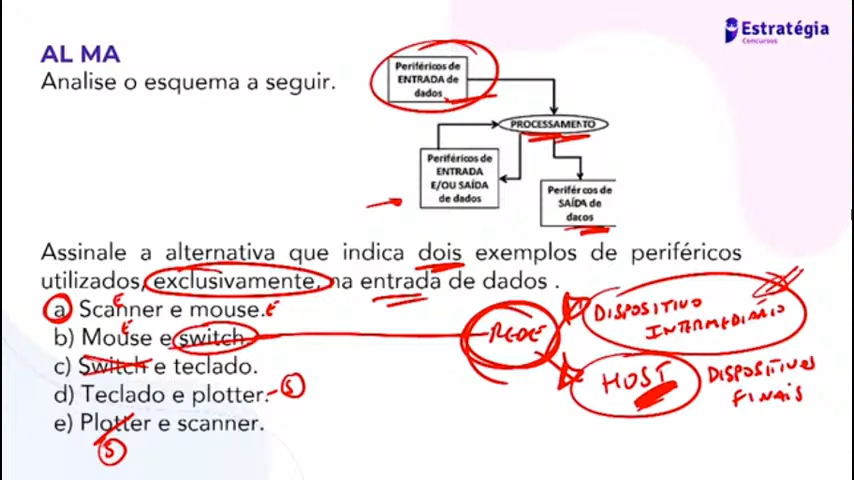 Estratégia
Concursos
AL MA
Analise o esquema a seguir.
Periféricos de
ENTRADA de
dados
PROCESSAMENTO
Periféricos de
ENTRADA
E/OU SAÍDA
de dados
Periféricos de
SAÍDA de
dados
Assinale a alternativa que indica dois exemplos de periféricos
utilizados, exclusivamente, na entrada de dados .
a) Scanner e mouse.
E
E
b) Mouse e switch.
E
c) Switch e teclado.
d) Teclado e plotter.
S
e) Plotter e scanner.
S
REDE
DISPOSITIVO
INTERMEDIÁRIO
HOST
DISPOSITIVOS
FINAIS